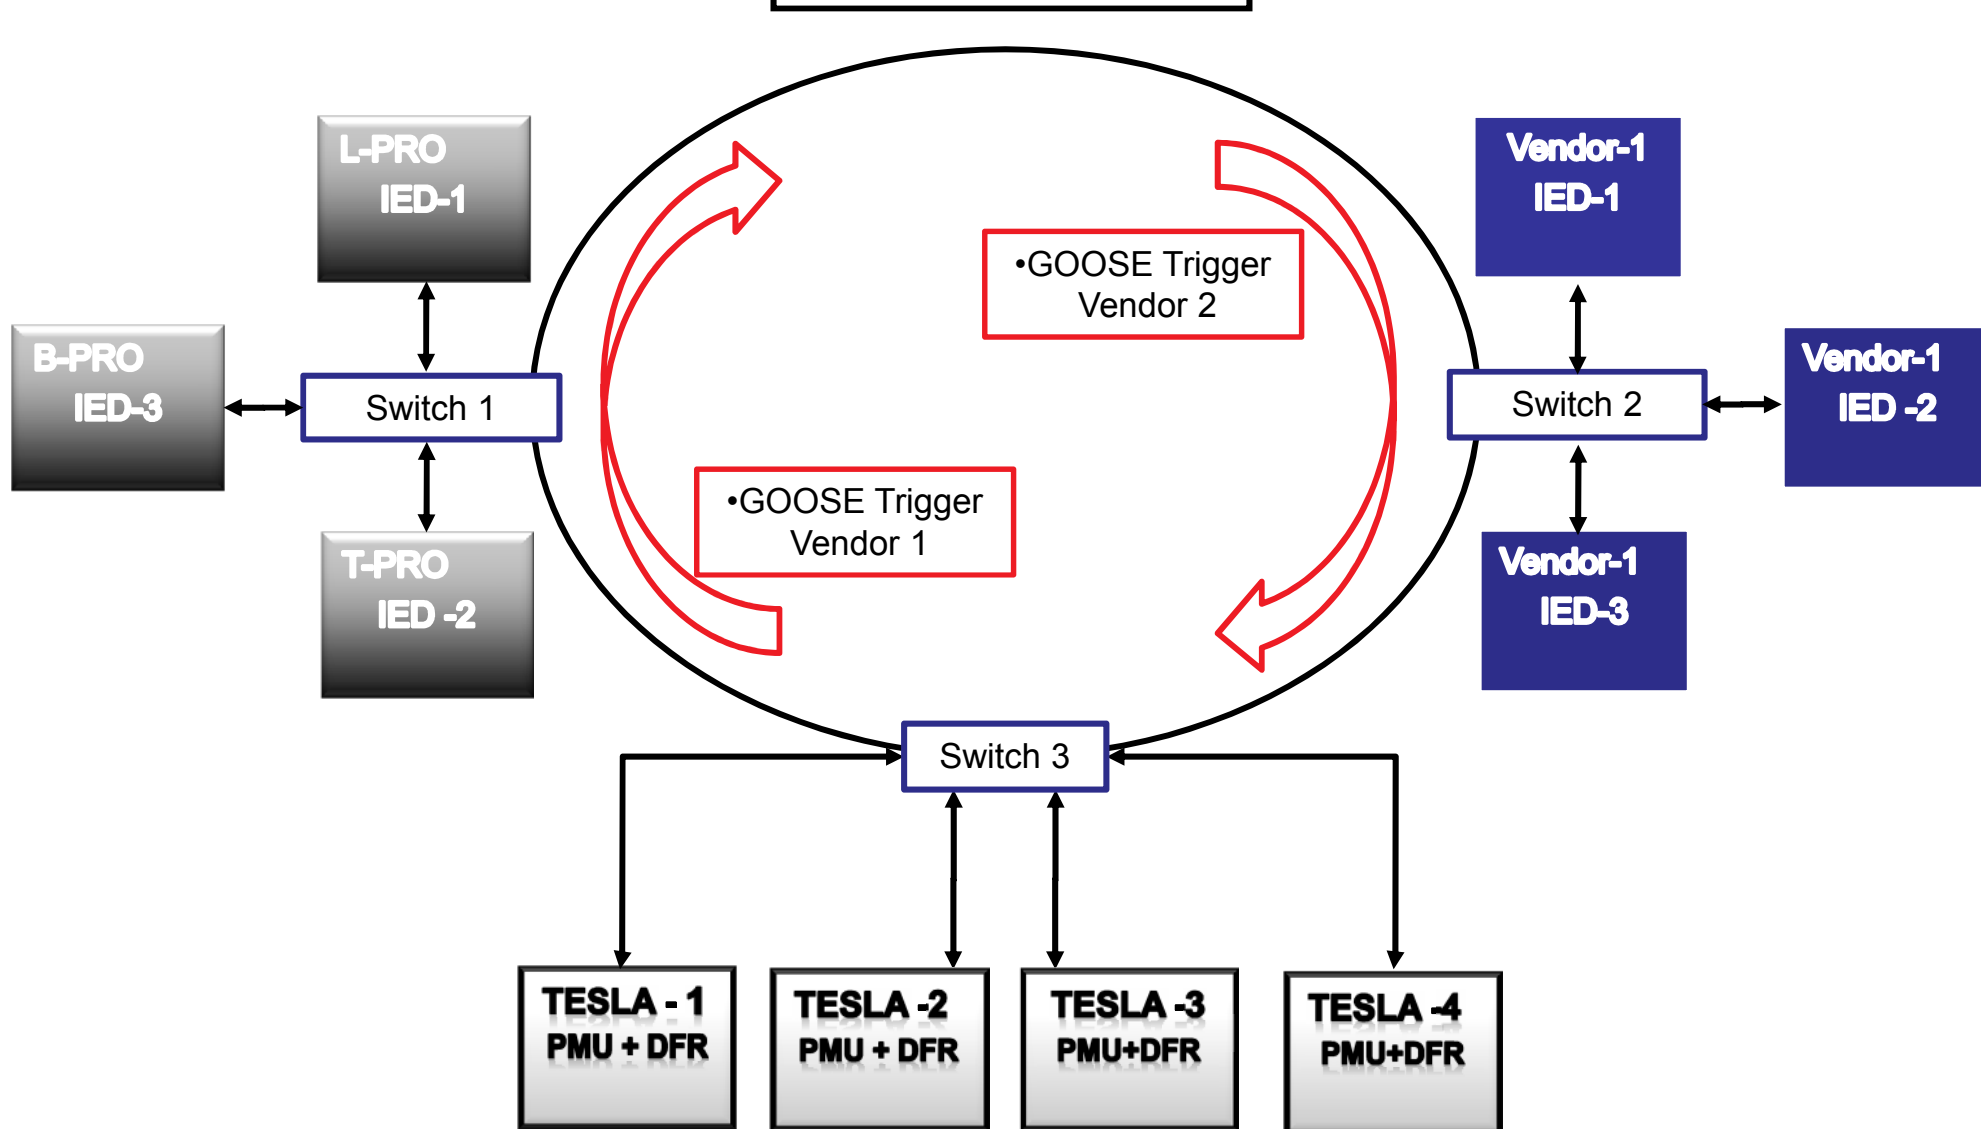 L-PRO
IED-1
B-PRO
IED-3
Switch 1
T-PRO
IED -2
•GOOSE Trigger
Vendor 2
•GOOSE Trigger
Vendor 1
Vendor-1
IED-1
Switch 2
Vendor-1
IED -2
Vendor-1
IED-3
Switch 3
TESLA - 1
PMU + DFR
TESLA -2
PMU + DFR
TESLA -3
PMU+DFR
TESLA -4
PMU+DFR